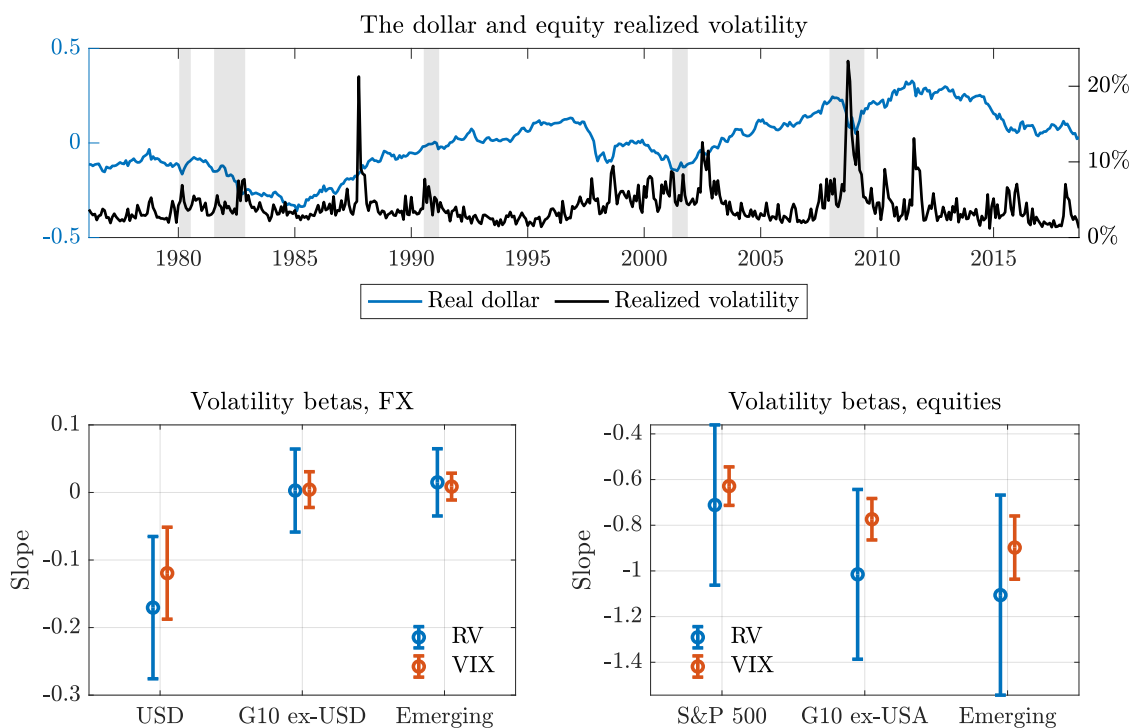 The dollar and equity realized volatility
0.5
0
-0.5
20%
10%
0%
1980 1985 1990 1995 2000 2005 2010 2015
Real dollar Realized volatility
Volatility betas, FX
Slope
0.1
0
-0.1
-0.2
-0.3
RV
VIX
USD G10 ex-USD Emerging
Volatility betas, equities
Slope
-0.4
-0.6
-0.8
-1
-1.2
-1.4
RV
VIX
S&P 500 G10 ex-USA Emerging